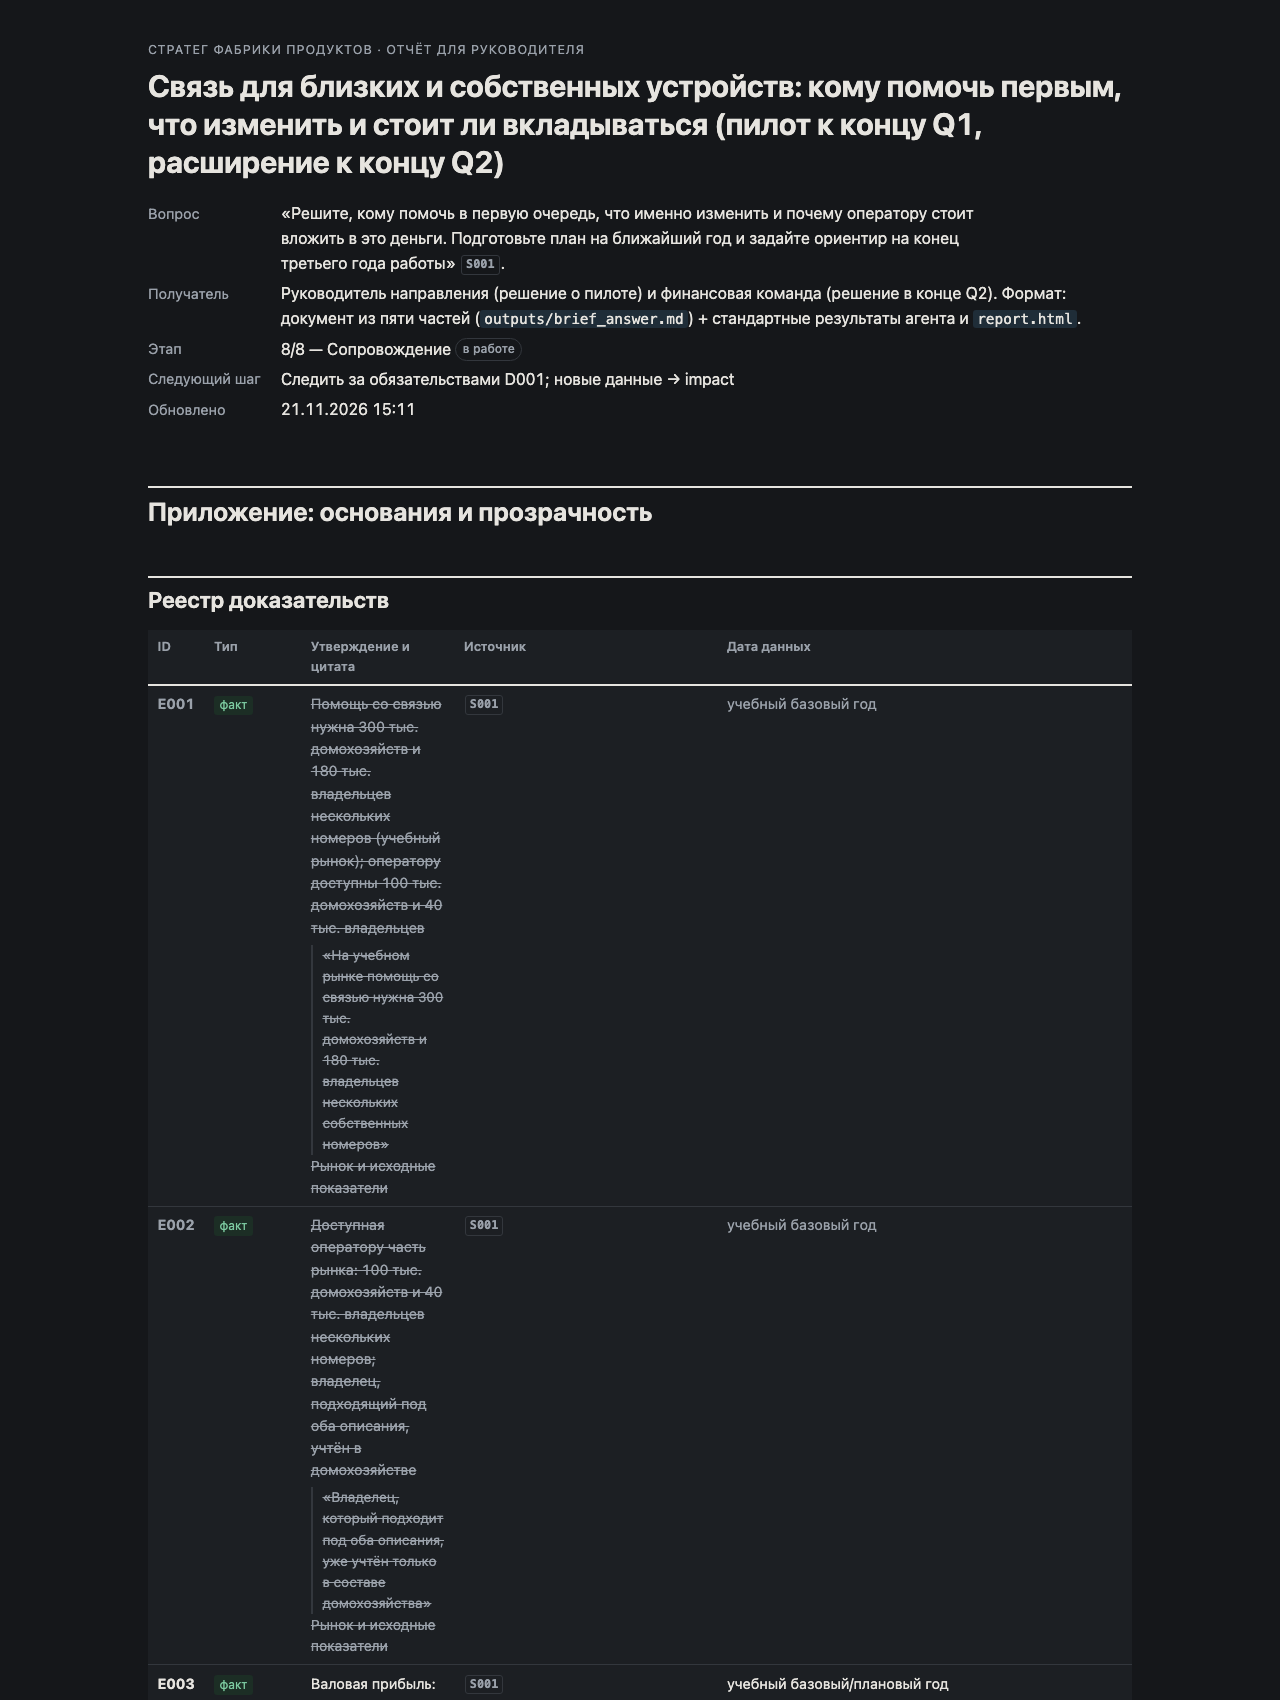 СТРАТЕГ ФАБРИКИ ПРОДУКТОВ · ОТЧЁТ ДЛЯ РУКОВОДИТЕЛЯ
Связь для близких и собственных устройств: кому помочь первым,
что изменить и стоит ли вкладываться (пилот к концу Q1,
расширение к концу Q2)
Вопрос
«Решите, кому помочь в первую очередь, что именно изменить и почему оператору стоит
вложить в это деньги. Подготовьте план на ближайший год и задайте ориентир на конец
третьего года работы» S001.
Получатель
Руководитель направления (решение о пилоте) и финансовая команда (решение в конце Q2). Формат:
документ из пяти частей (outputs/brief_answer.md) + стандартные результаты агента и report.html.
Этап
8/8 — Сопровождение в работе
Следующий шаг
Следить за обязательствами D001; новые данные → impact
Обновлено
21.11.2026 15:11
Приложение: основания и прозрачность
Реестр доказательств
ID Тип Утверждение и Источник Дата данных
цитата
E001 факт Помощь со связью S001 учебный базовый год
нужна 300 тыс.
домохозяйств и
180 тыс.
владельцев
нескольких
номеров (учебный
рынок); оператору
доступны 100 тыс.
домохозяйств и 40
тыс. владельцев
«На учебном
рынке помощь со
связью нужна 300
тыс.
домохозяйств и
180 тыс.
владельцев
нескольких
собственных
номеров»
Рынок и исходные
показатели
E002 факт Доступная S001 учебный базовый год
оператору часть
рынка: 100 тыс.
домохозяйств и 40
тыс. владельцев
нескольких
номеров;
владелец,
подходящий под
оба описания,
учтён в
домохозяйстве
«Владелец,
который подходит
под оба описания,
уже учтён только
в составе
домохозяйства»
Рынок и исходные
показатели
E003 факт Валовая прибыль: S001 учебный базовый/плановый год